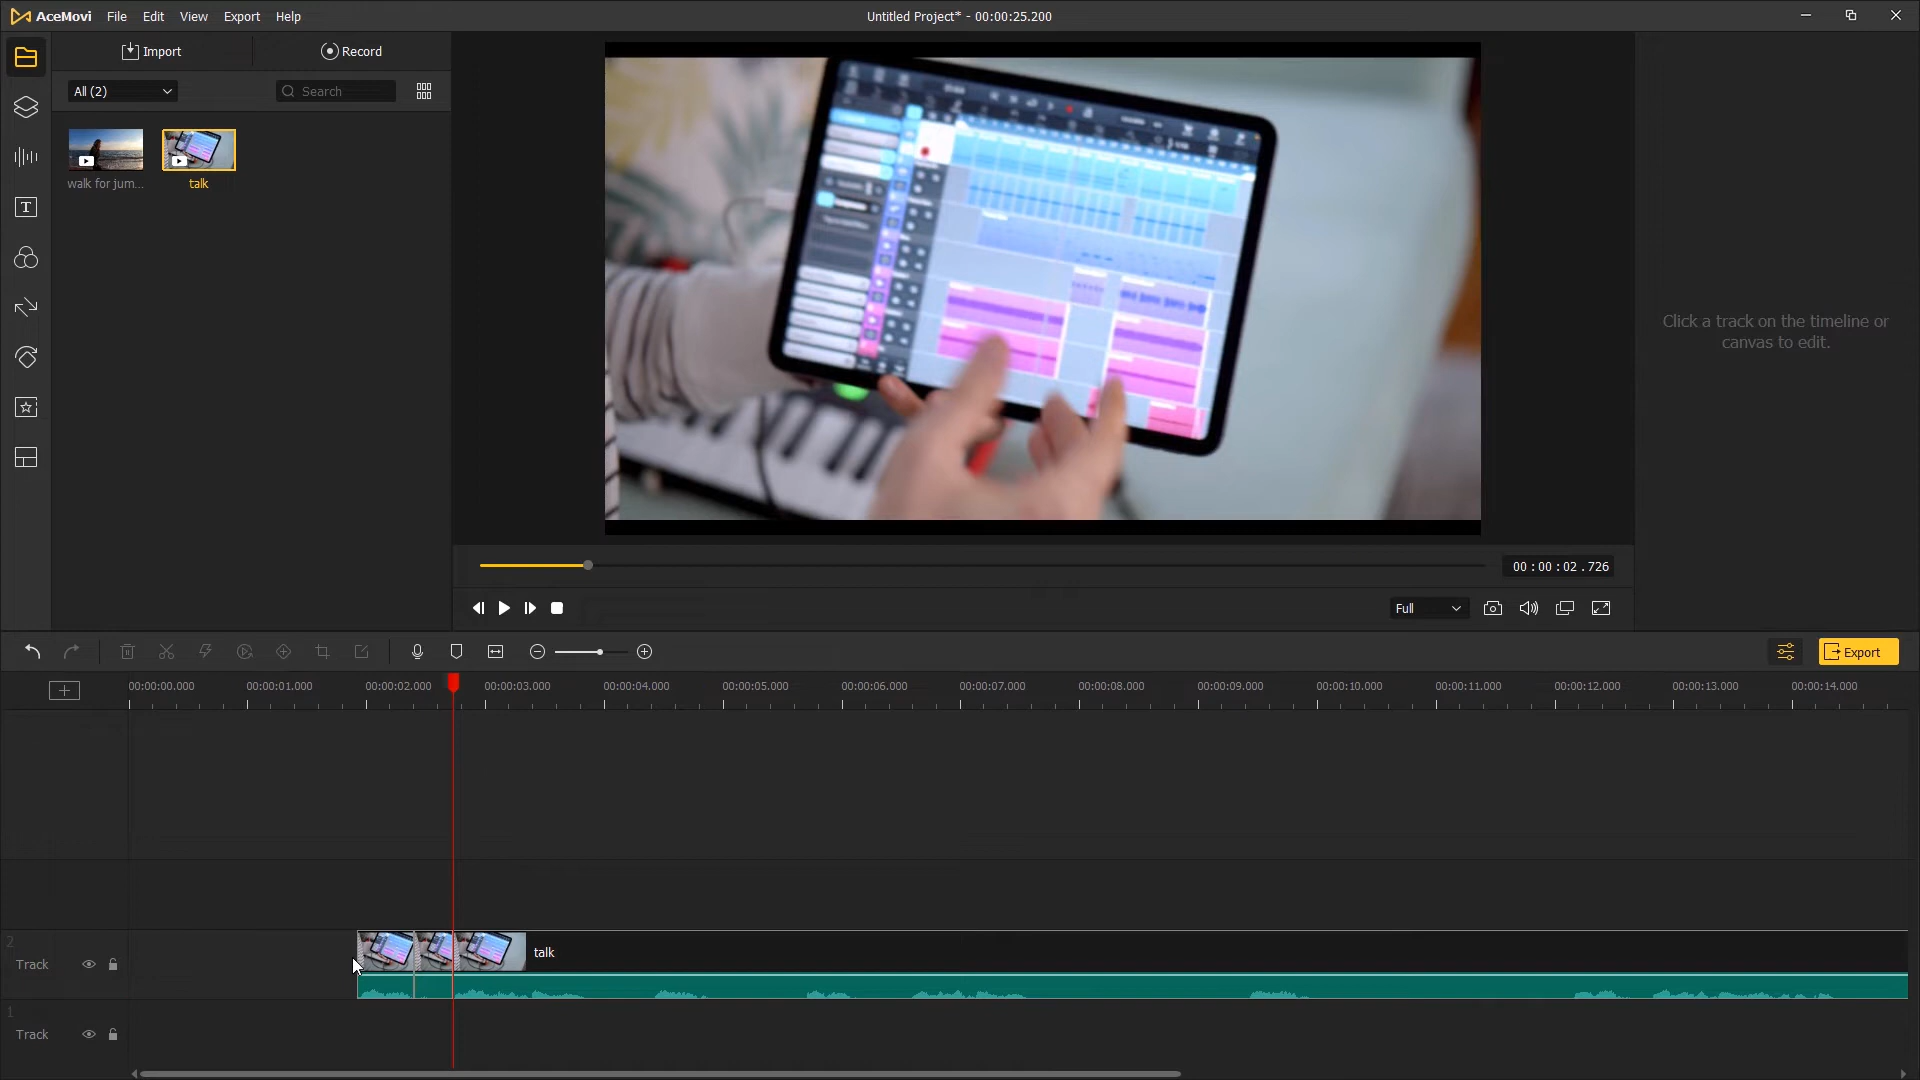 AceMovi File Edit View Export Help
Untitled Project* - 00:00:25.200
Import Record
All (2) Search
walk for jum... talk
Click a track on the timeline or
canvas to edit.
00 : 00 : 02 . 726
Full
Export
00:00:00.000 00:00:01.000 00:00:02.000 00:00:03.000 00:00:04.000 00:00:05.000 00:00:06.000 00:00:07.000 00:00:08.000 00:00:09.000 00:00:10.000 00:00:11.000 00:00:12.000 00:00:13.000 00:00:14.000
2
talk
Track
1
Track